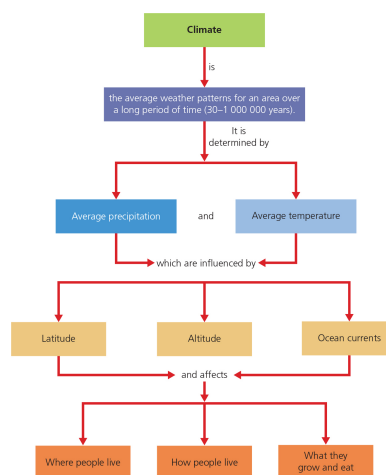 Climate
is
the average weather patterns for an area over
a long period of time (30–1 000 000 years).
It is
determined by
Average precipitation
and
Average temperature
which are influenced by
Latitude
Altitude
Ocean currents
and affects
Where people live
How people live
What they
grow and eat